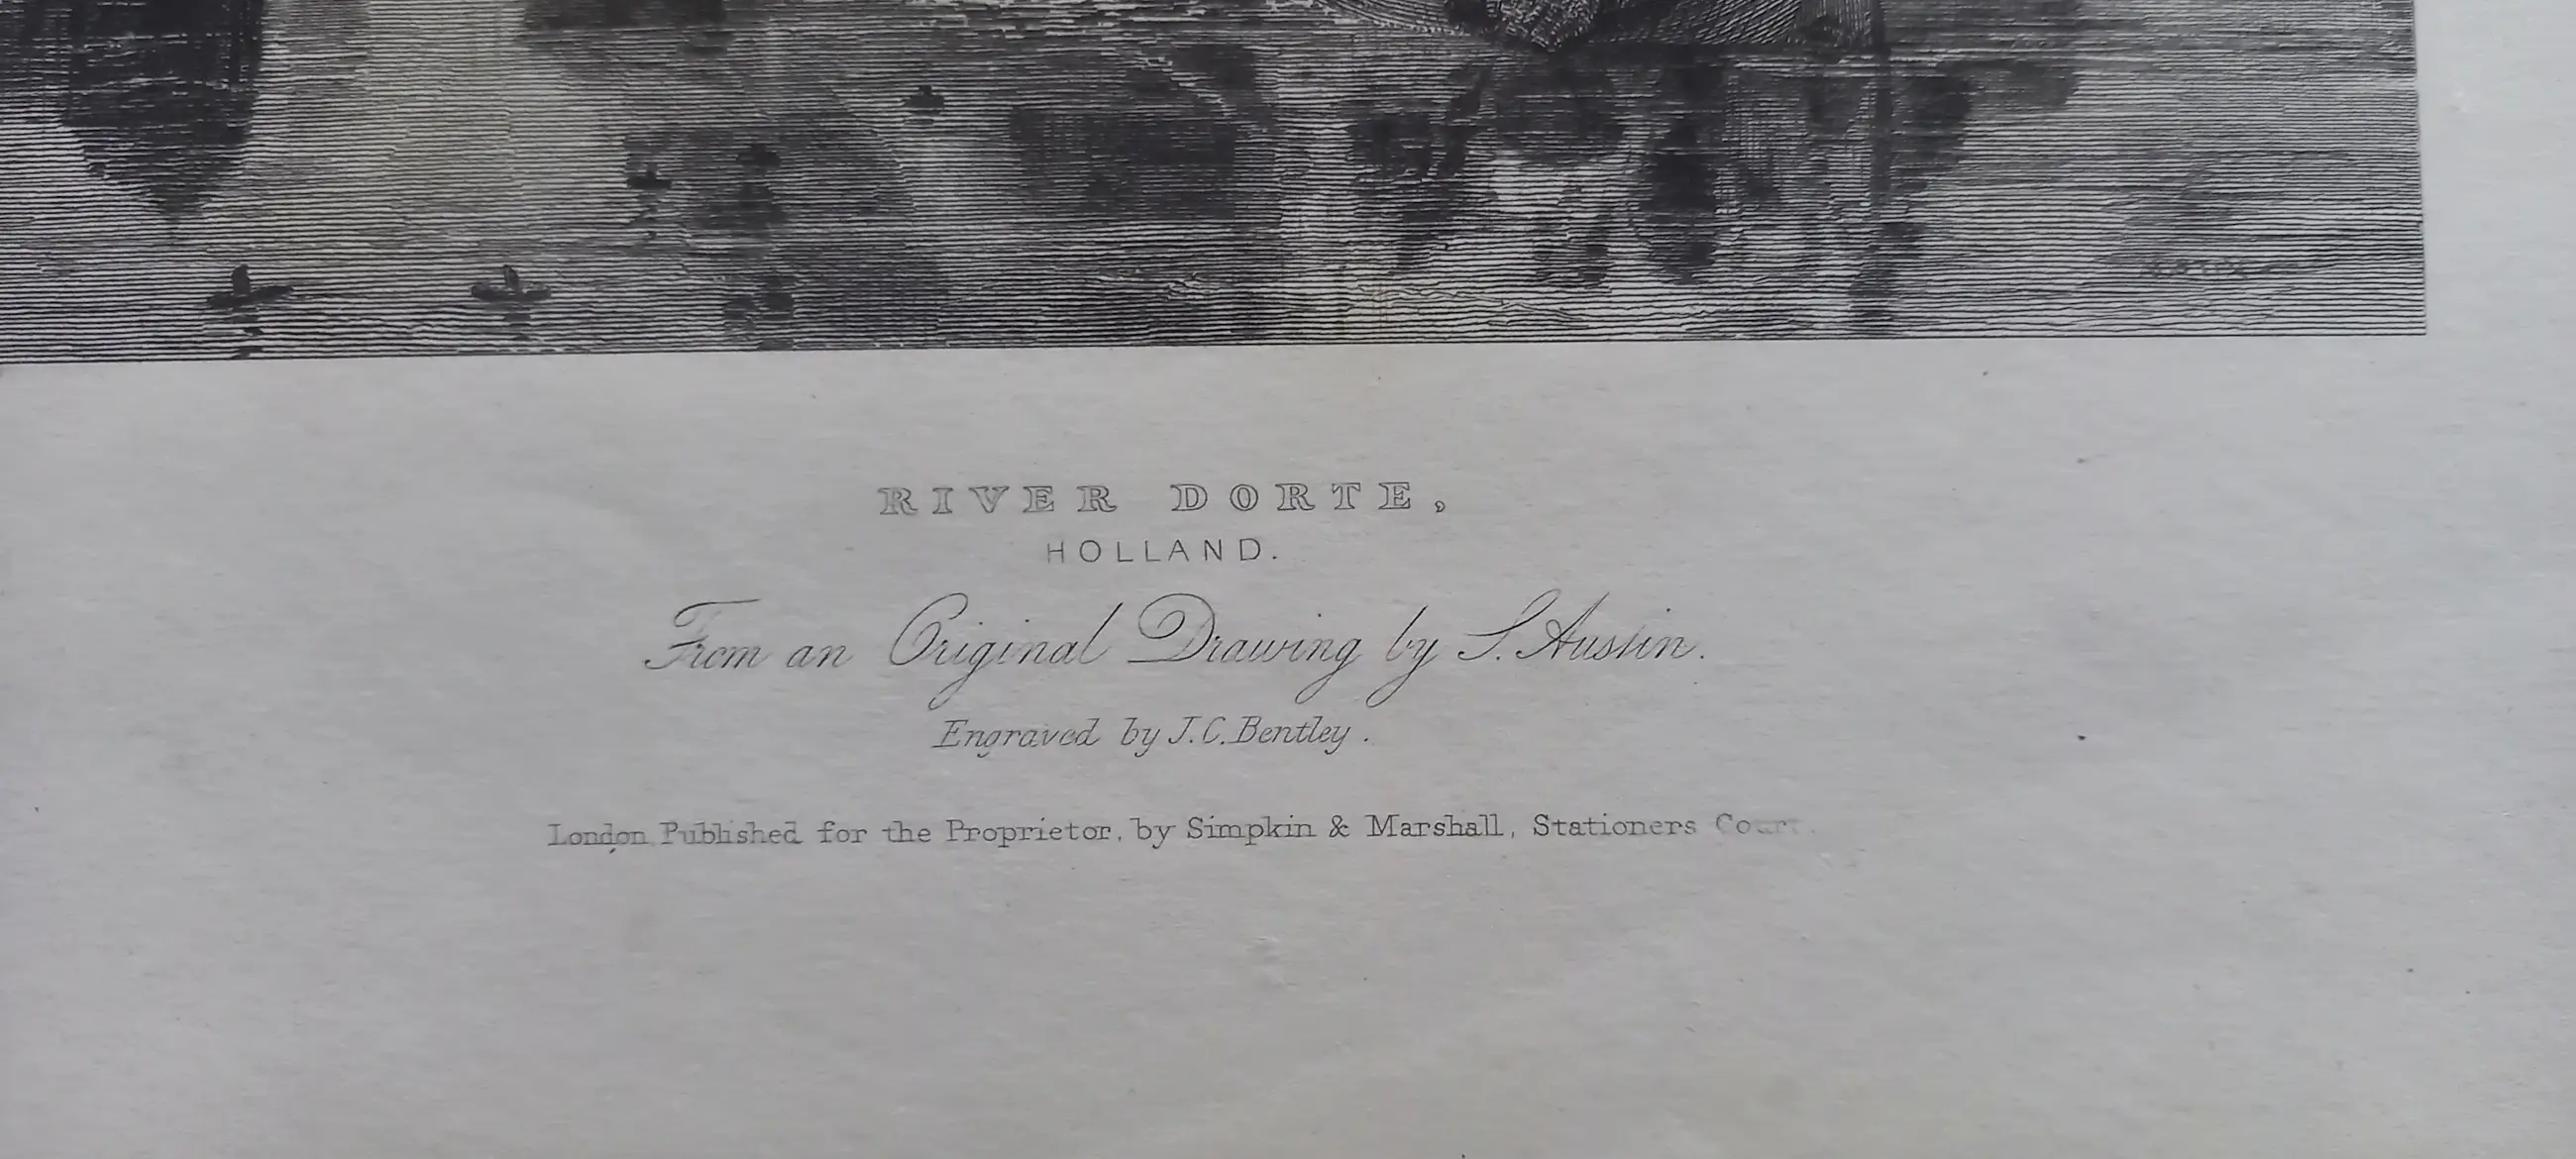 RIVER DORTE,
HOLLAND.
From an Original Drawing by S. Austin.
Engraved by J.C. Bentley.
London Published for the Proprietor, by Simpkin & Marshall, Stationers Court.